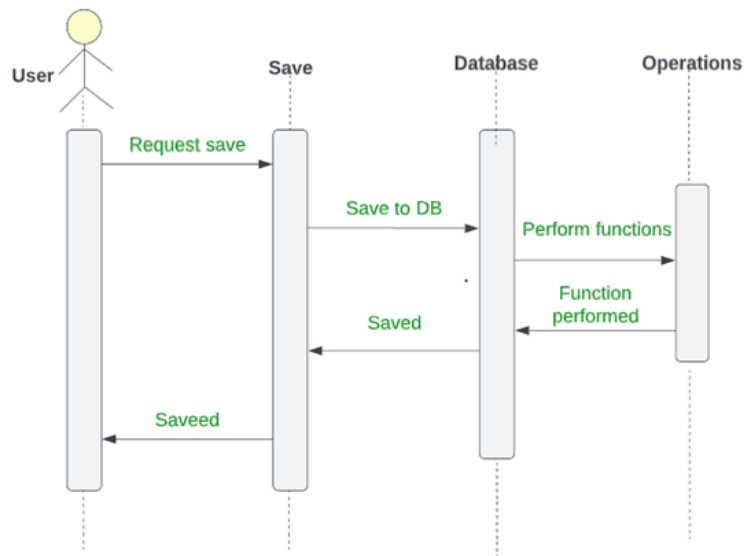 User
Save
Database
Operations
Request save
Save to DB
Perform functions
Function
performed
Saved
Saveed